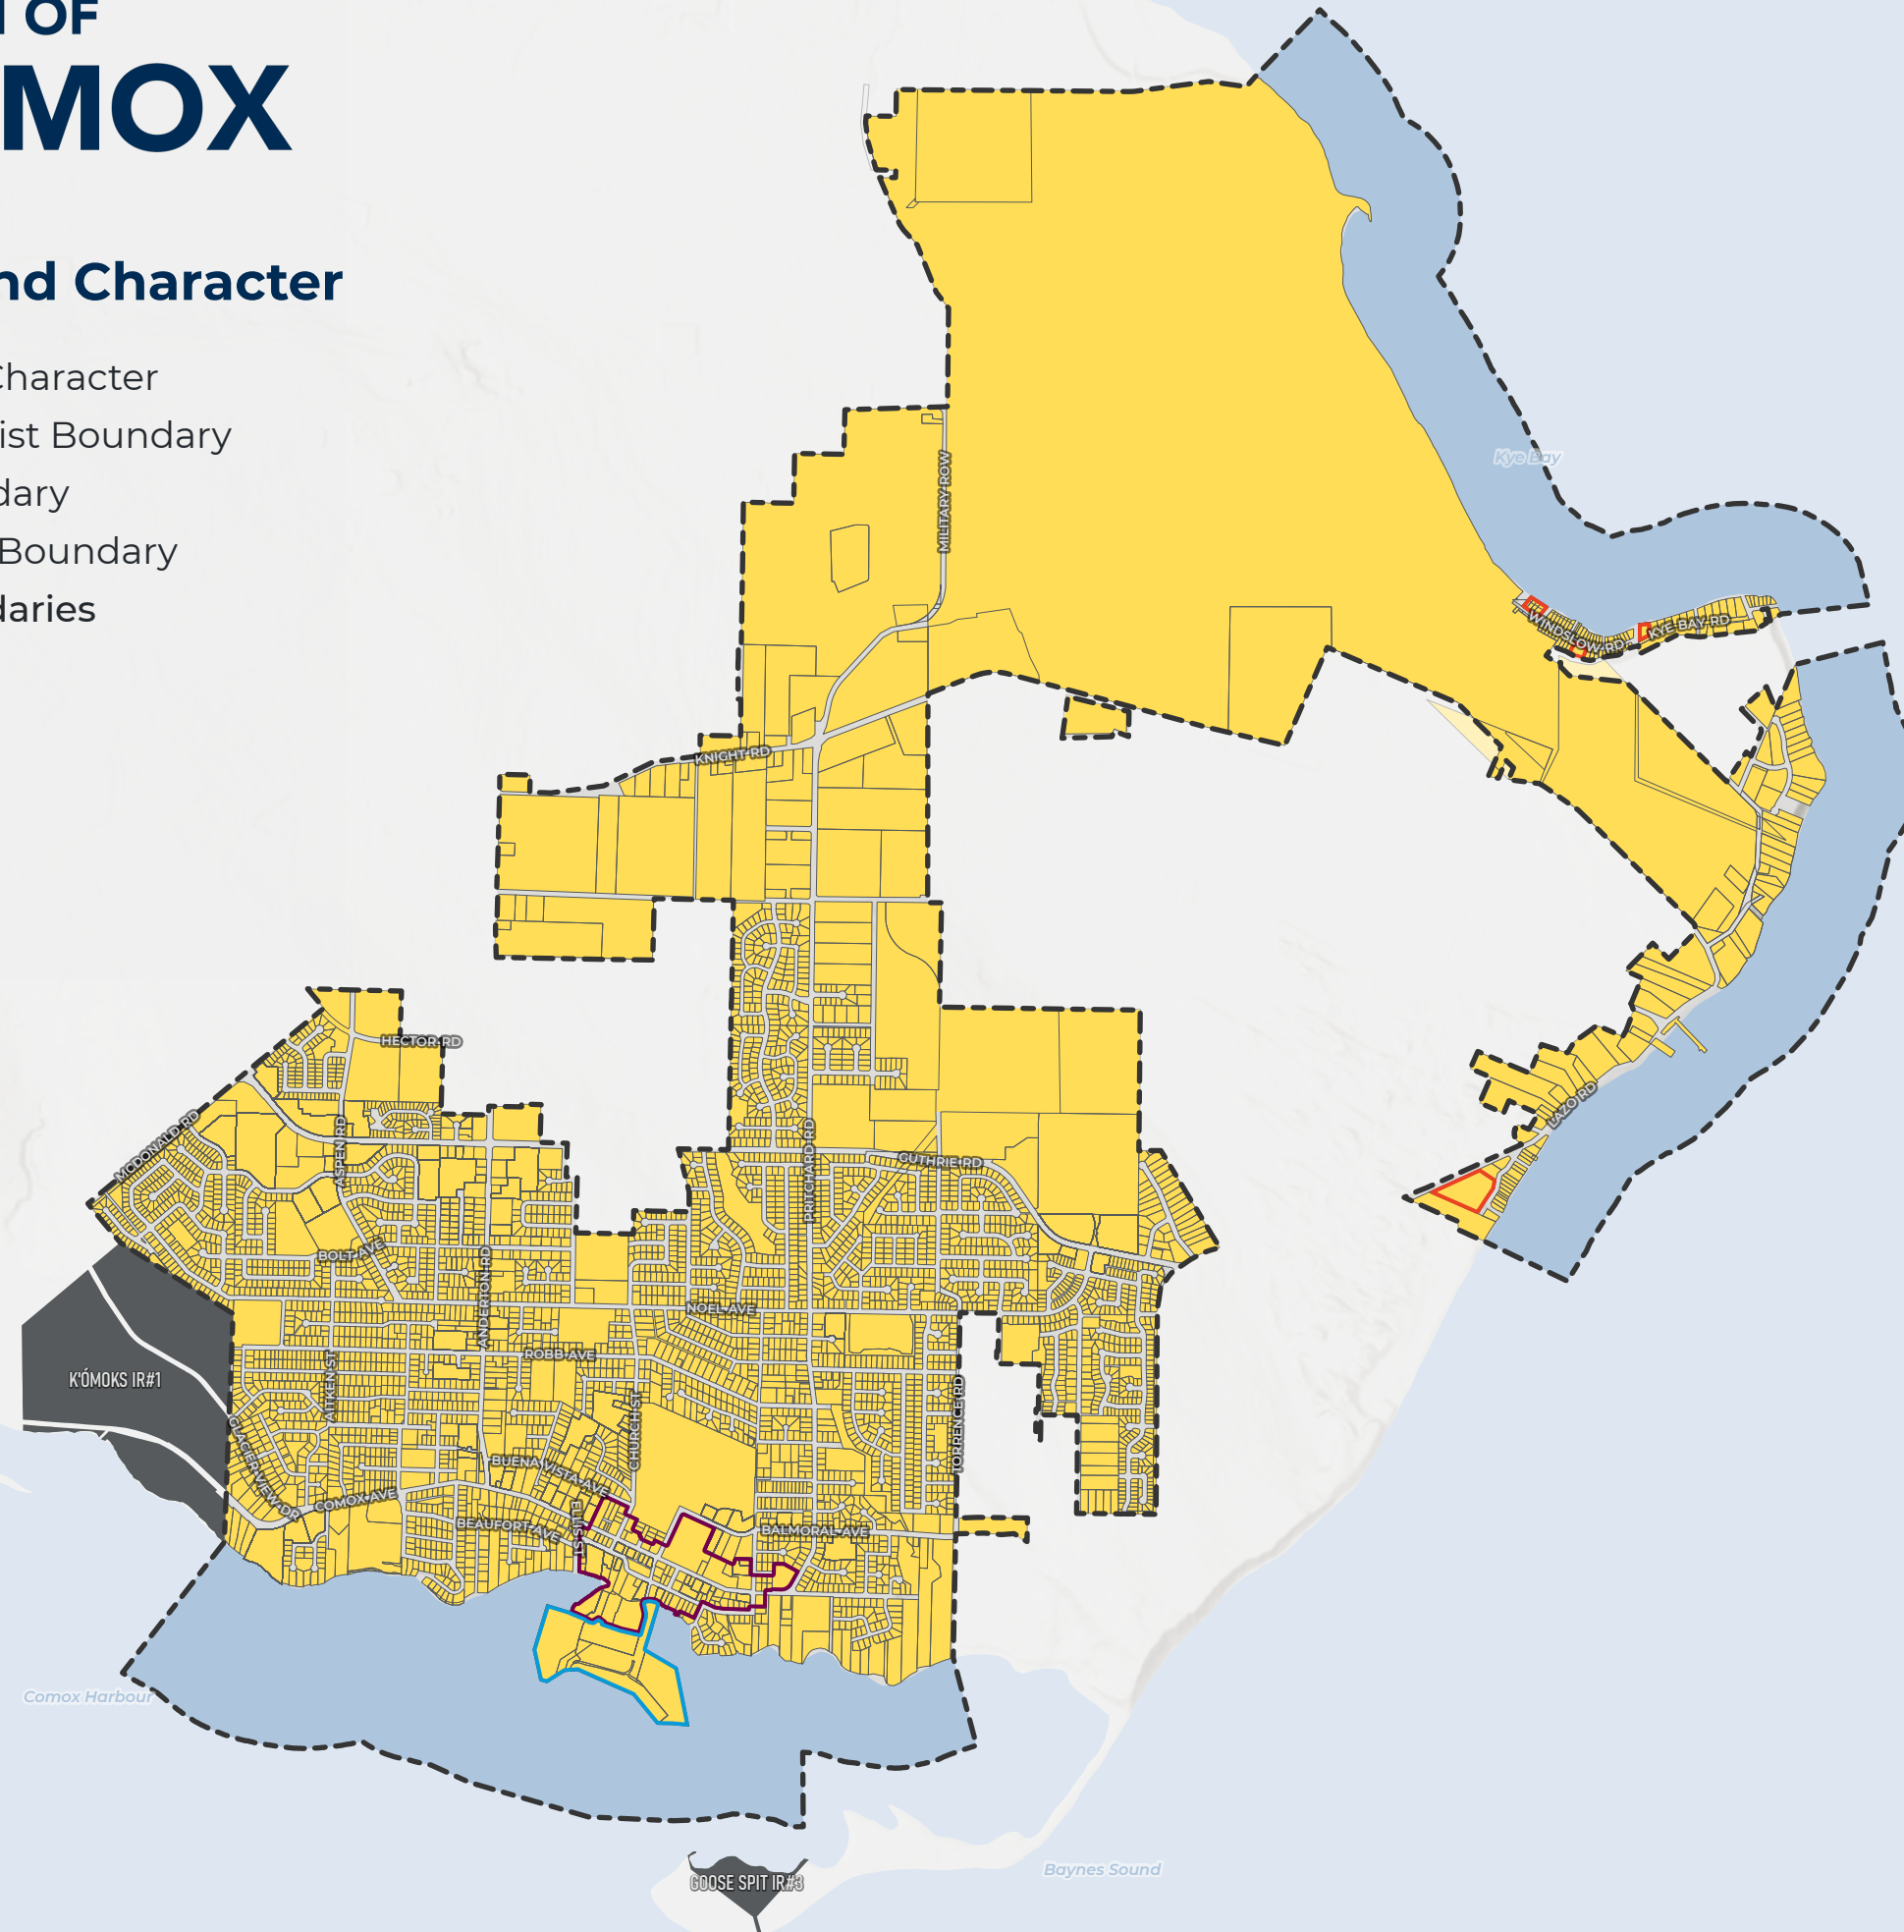 OF
MOX
nd Character
Character
ist Boundary
dary
Boundary
daries
Kye Bay
MILITARY ROW
WINDSLOW RD
KYE BAY RD
KNIGHT RD
HECTOR RD
LAZO RD
MCDONALD RD
ASPEN RD
PRITCHARD RD
GUTHRIE RD
BOLT AVE
ANDERTON RD
NOEL AVE
ROBB AVE
K'ÓMOKS IR#1
AITKEN ST
CHURCH ST
TORRENCE RD
GLACIER VIEW DR
BUENA VISTA AVE
COMOX AVE
ELLIS ST
BEAUFORT AVE
BALMORAL AVE
Comox Harbour
Baynes Sound
GOOSE SPIT IR#3